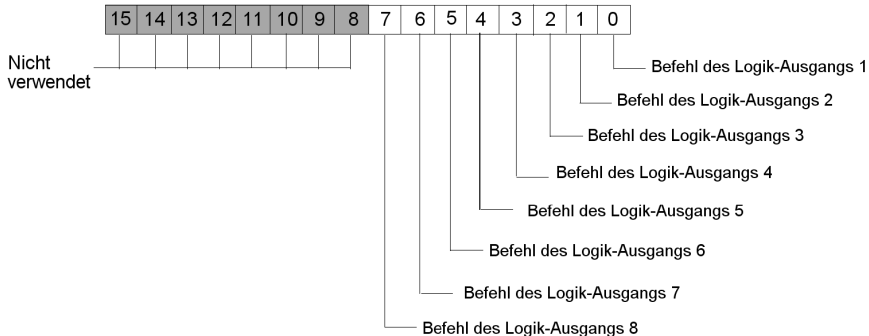 15 14 13 12 11 10 9 8 7 6 5 4 3 2 1 0
Nicht
verwendet
Befehl des Logik-Ausgangs 1
Befehl des Logik-Ausgangs 2
Befehl des Logik-Ausgangs 3
Befehl des Logik-Ausgangs 4
Befehl des Logik-Ausgangs 5
Befehl des Logik-Ausgangs 6
Befehl des Logik-Ausgangs 7
Befehl des Logik-Ausgangs 8